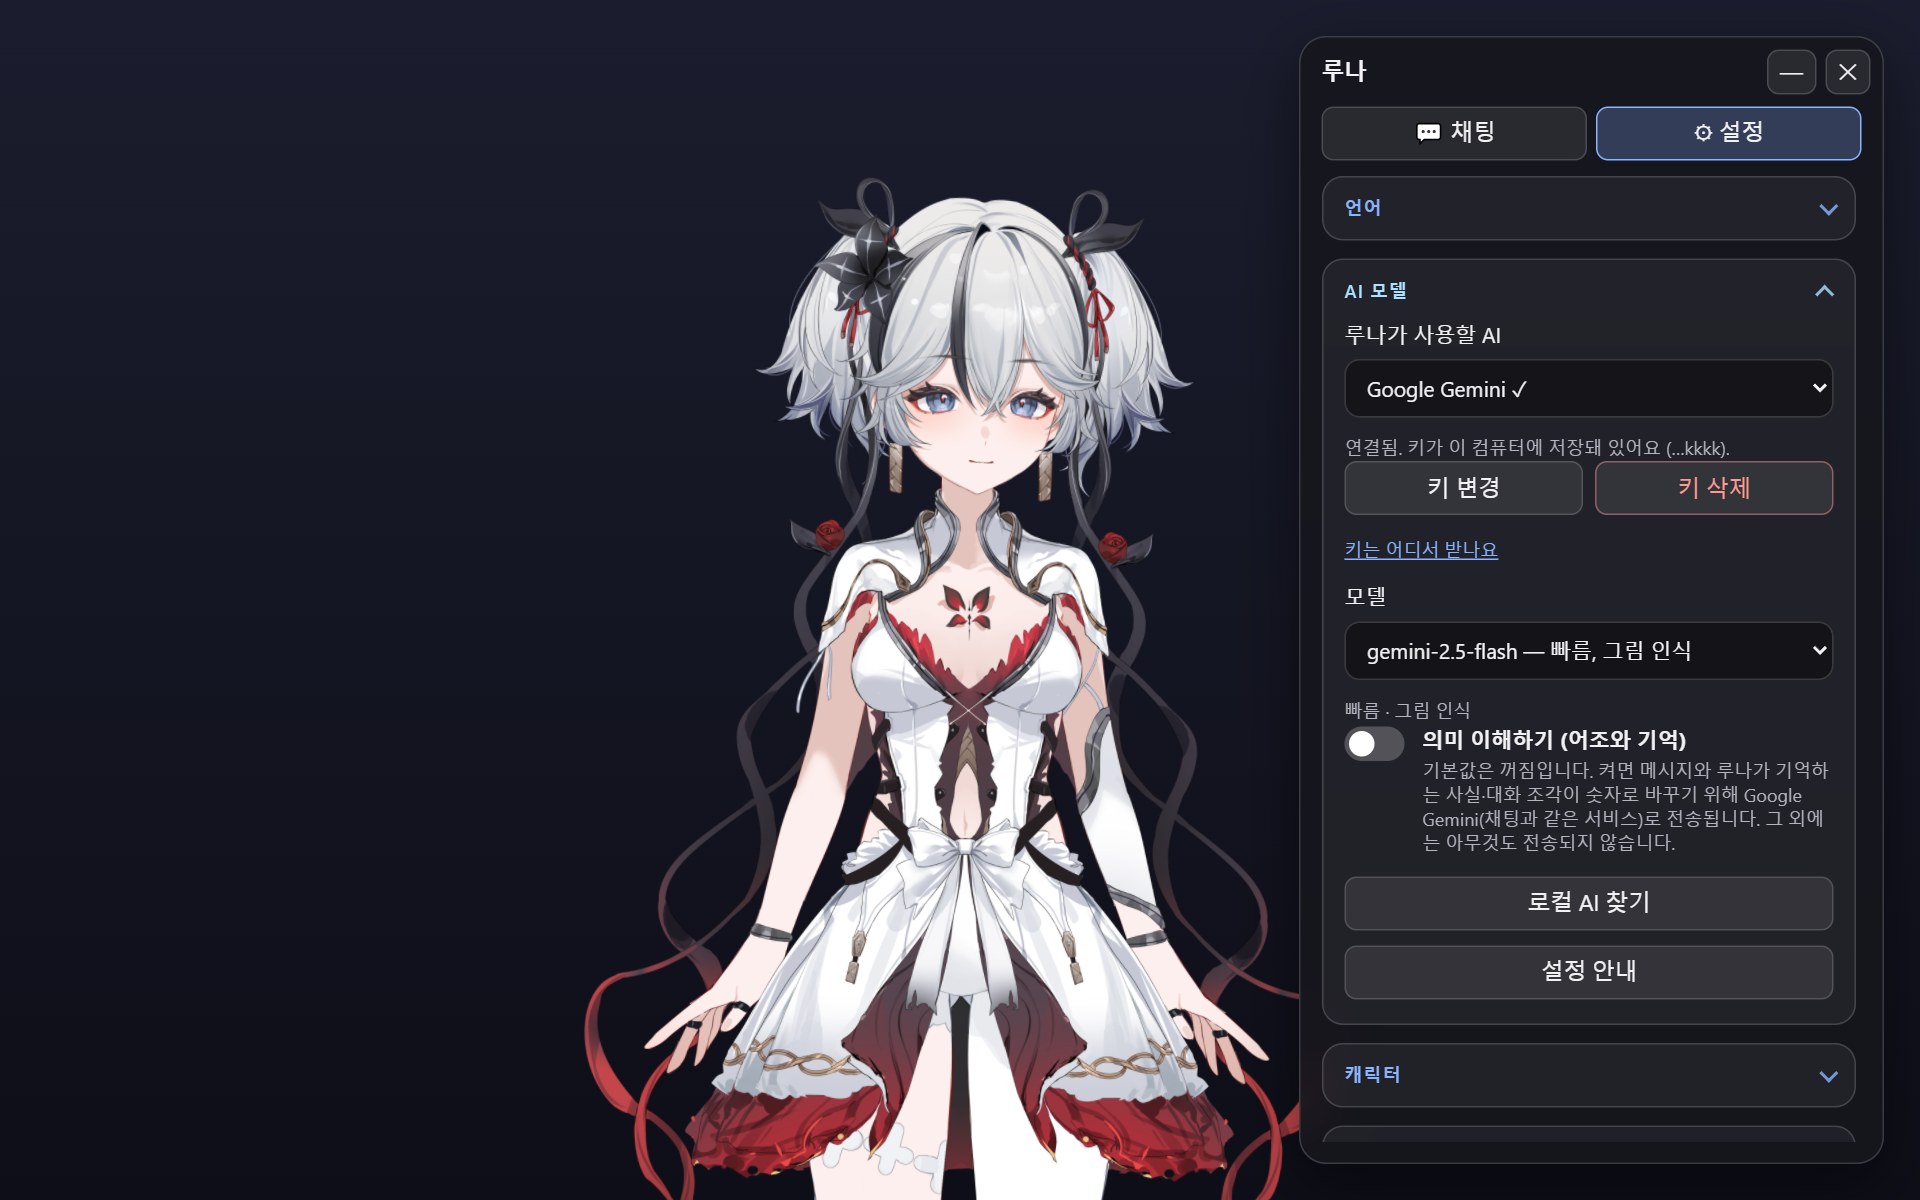 루나
채팅
설정
언어
AI 모델
루나가 사용할 AI
Google Gemini ✓
연결됨. 키가 이 컴퓨터에 저장돼 있어요 (...kkkk).
키 변경
키 삭제
키는 어디서 받나요
모델
gemini-2.5-flash — 빠름, 그림 인식
빠름 · 그림 인식
의미 이해하기 (어조와 기억)
기본값은 꺼짐입니다. 켜면 메시지와 루나가 기억하
는 사실·대화 조각이 숫자로 바꾸기 위해 Google
Gemini(채팅과 같은 서비스)로 전송됩니다. 그 외에
는 아무것도 전송되지 않습니다.
로컬 AI 찾기
설정 안내
캐릭터